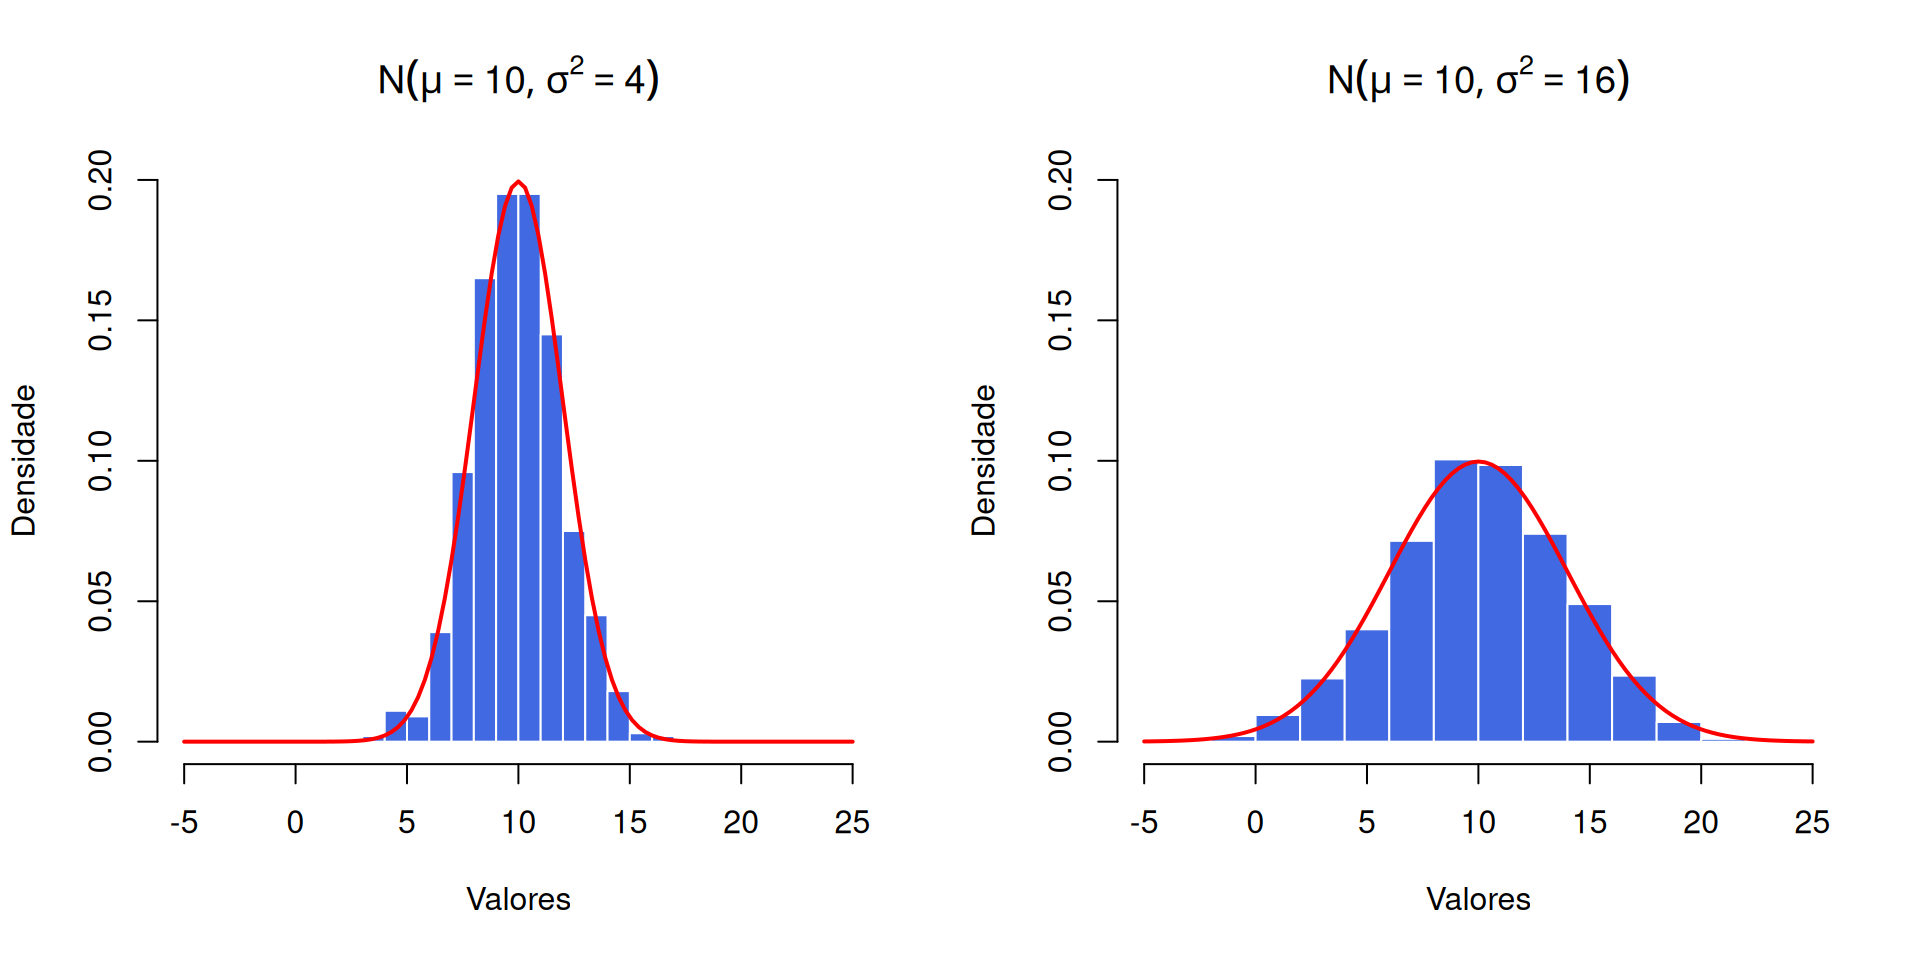 N(μ = 10, σ² = 4)
0.20
0.15
0.10
0.05
0.00
Densidade
-5 0 5 10 15 20 25
Valores
N(μ = 10, σ² = 16)
0.20
0.15
0.10
0.05
0.00
Densidade
-5 0 5 10 15 20 25
Valores